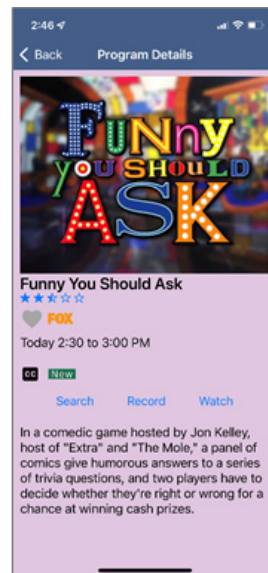 2:46
Back Program Details
FUNNY
YOU SHOULD
ASK
Funny You Should Ask
FOX
Today 2:30 to 3:00 PM
CC New
Search Record Watch
In a comedic game hosted by Jon Kelley,
host of "Extra" and "The Mole," a panel of
comics give humorous answers to a series
of trivia questions, and two players have to
decide whether they're right or wrong for a
chance at winning cash prizes.